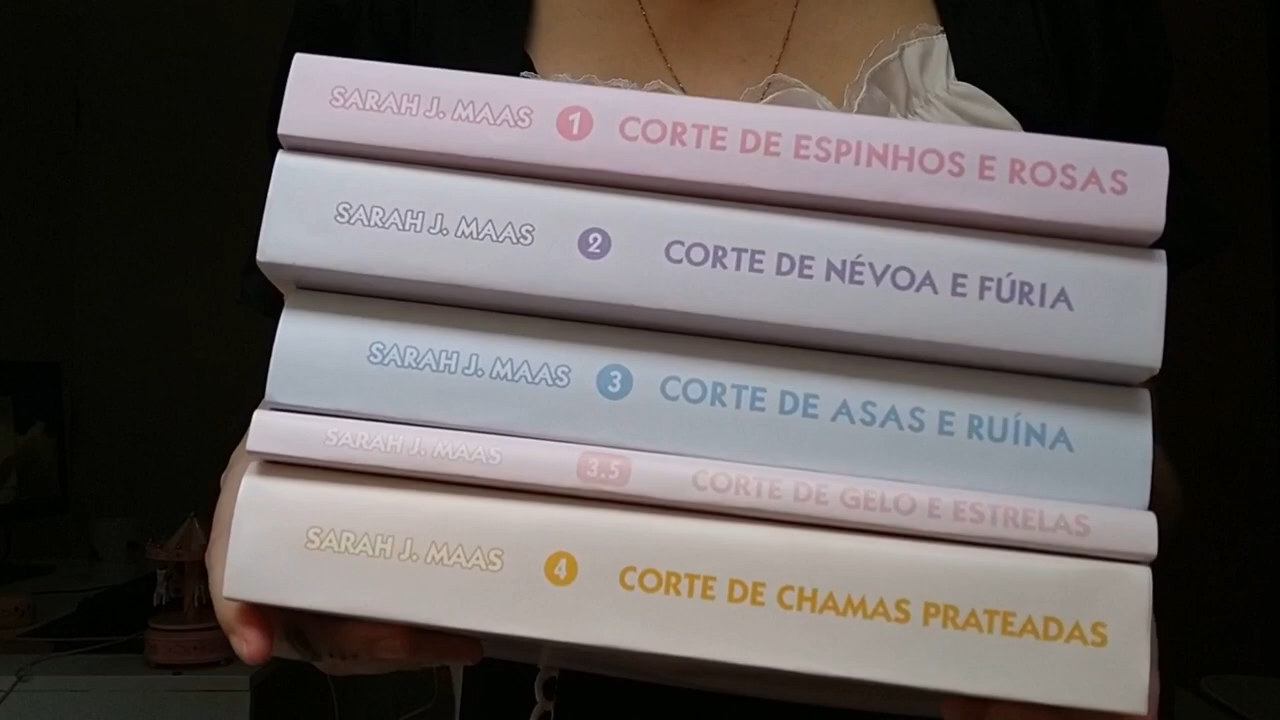 SARAH J. MAAS 1 CORTE DE ESPINHOS E ROSAS
SARAH J. MAAS 2 CORTE DE NÉVOA E FÚRIA
SARAH J. MAAS 3 CORTE DE ASAS E RUÍNA
SARAH J. MAAS 3.5 CORTE DE GELO E ESTRELAS
SARAH J. MAAS 4 CORTE DE CHAMAS PRATEADAS